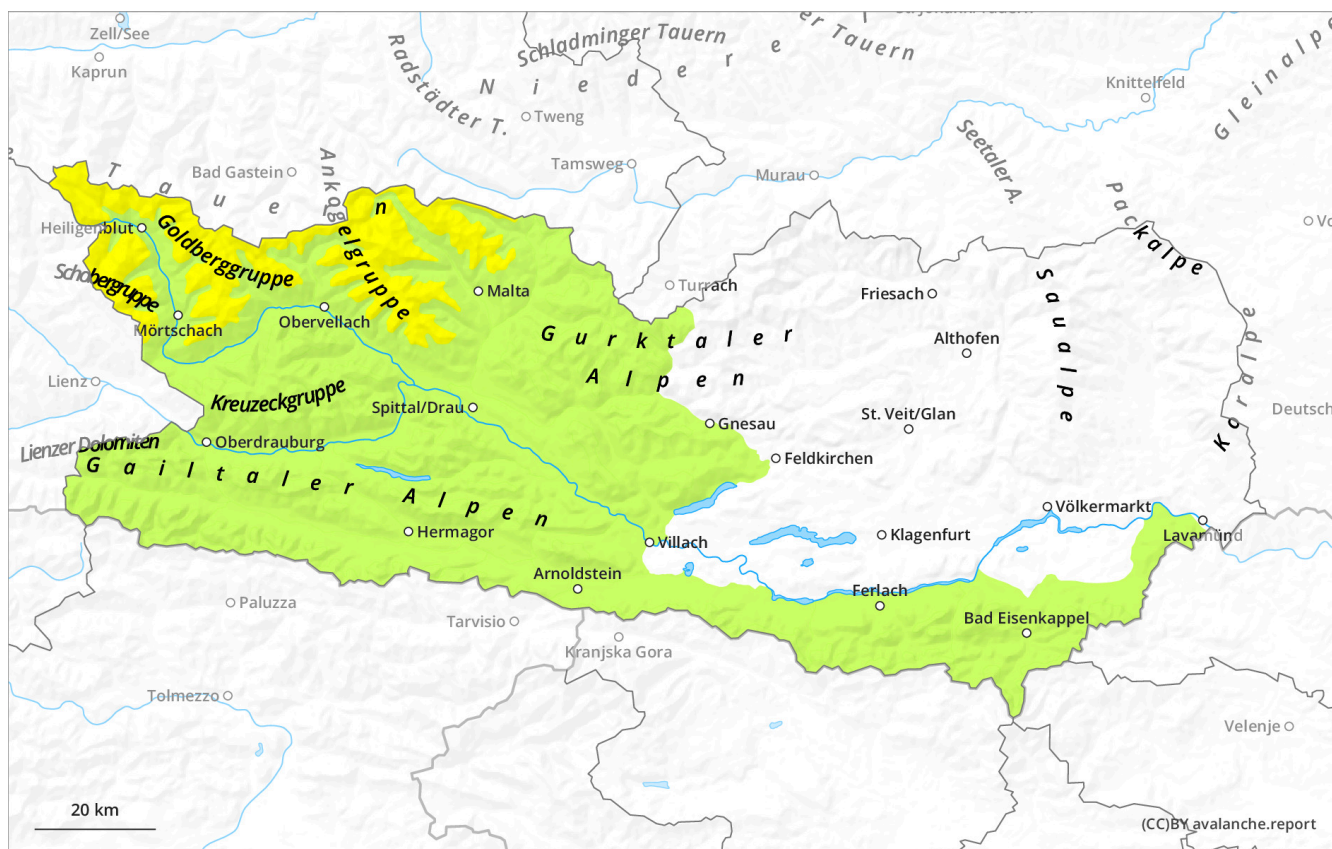 Zell/See
Kaprun
Schladminger Tauern
Niedere
er Tauern
Radstädter T.
Tweng
Knittelfeld
Gleinalpe
Seetaler A.
Tauern
Bad Gastein
Ankogelgruppe
Tamsweg
Murau
Packalpe
Heiligenblut
Goldberggruppe
Schobergruppe
Mörtschach
Obervellach
Malta
Turrach
Friesach
Saualpe
Koralpe
Gurktaler
Alpen
Althofen
Lienz
Kreuzeckgruppe
Spittal/Drau
St. Veit/Glan
Gnesau
Deutsch
Lienzer Dolomiten
Oberdrauburg
Feldkirchen
Gailtaler Alpen
Hermagor
Villach
Klagenfurt
Völkermarkt
Lavamünd
Arnoldstein
Ferlach
Bad Eisenkappel
Paluzza
Tarvisio
Kranjska Gora
Tolmezzo
Velenje
20 km
(CC)BY avalanche.report